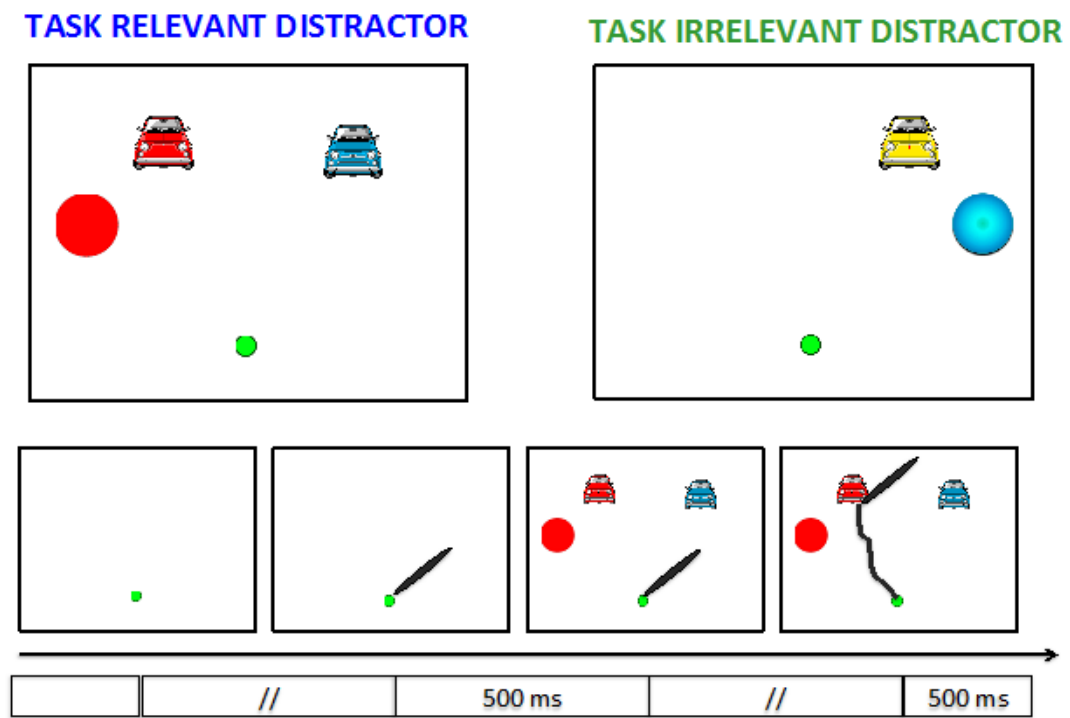 TASK RELEVANT DISTRACTOR
TASK IRRELEVANT DISTRACTOR
// 500 ms // 500 ms